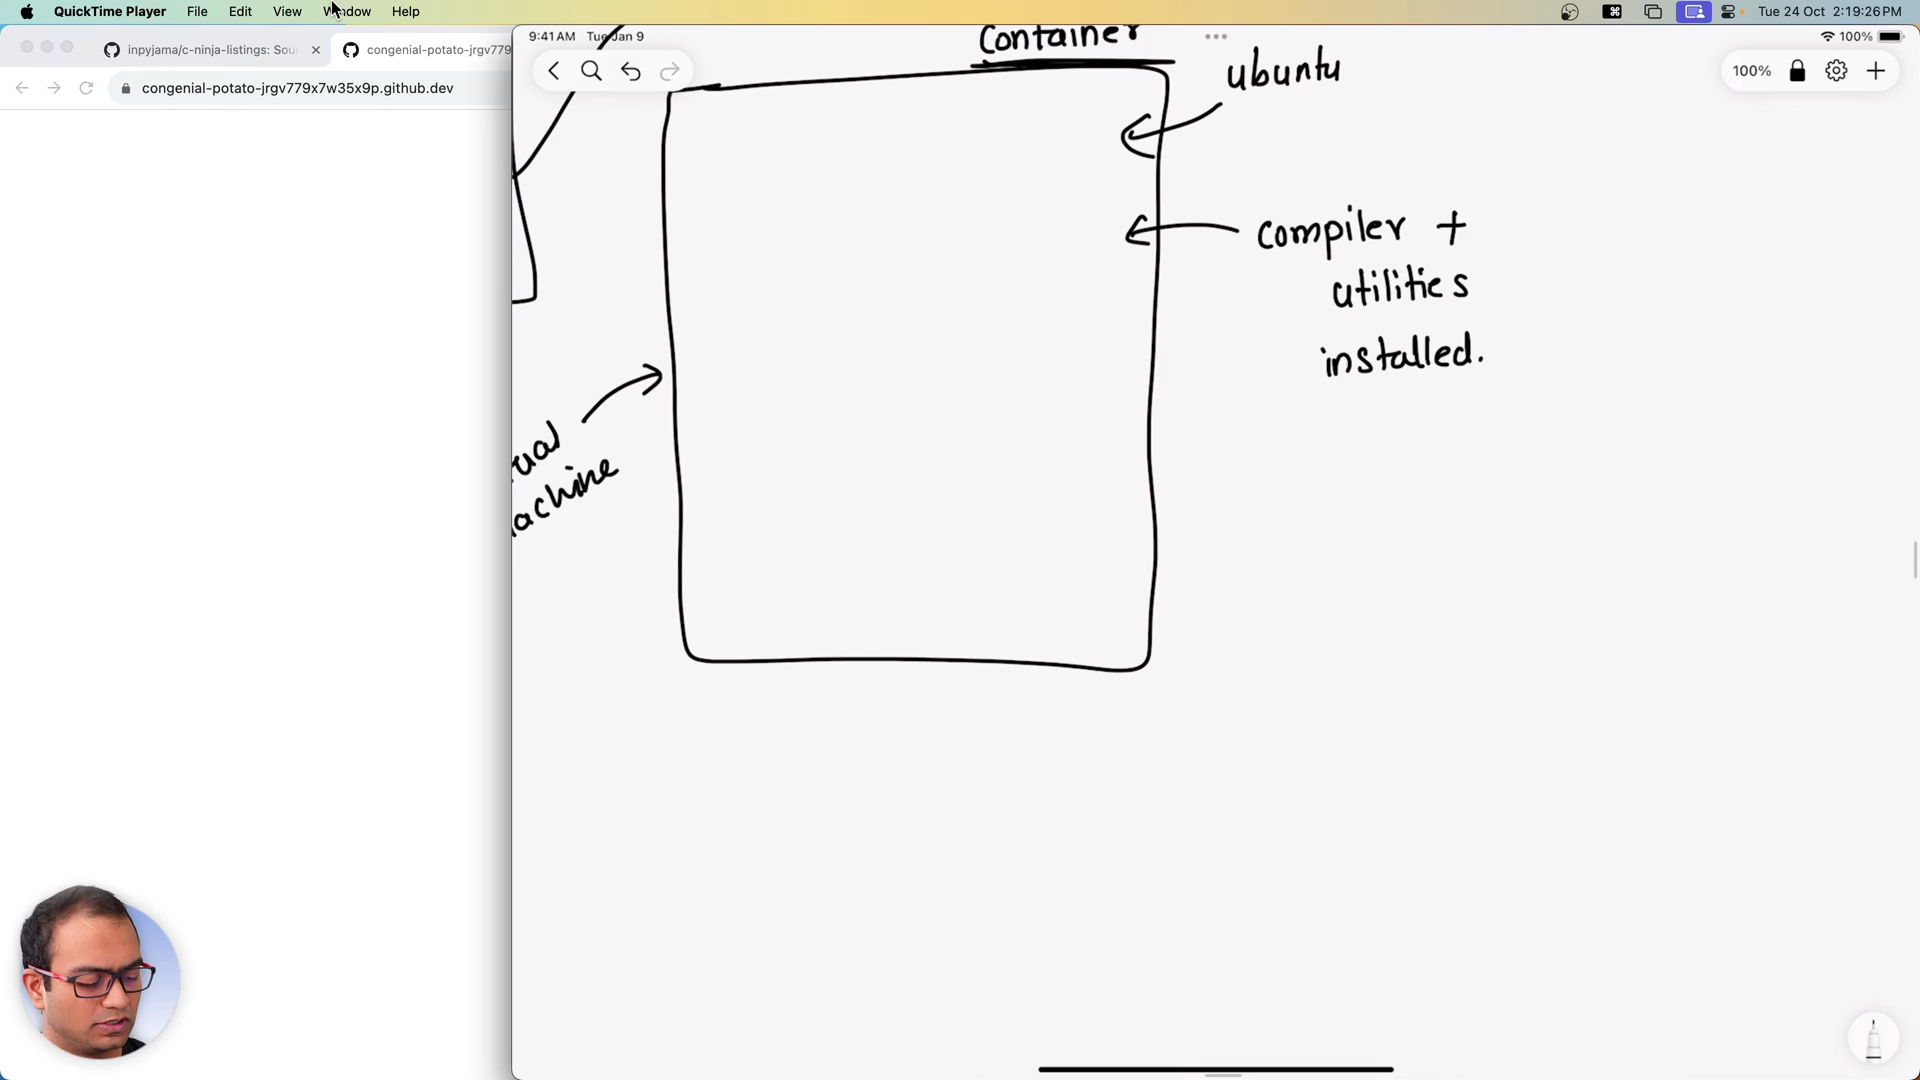 QuickTime Player File Edit View Window Help
Tue 24 Oct 2:19:26 PM
inpyjama/c-ninja-listings: Sou
congenial-potato-jrgv779
congenial-potato-jrgv779x7w35x9p.github.dev
9:41 AM Tue Jan 9
100%
100%
Container
ubuntu
compiler +
utilities
installed.
ual
achine